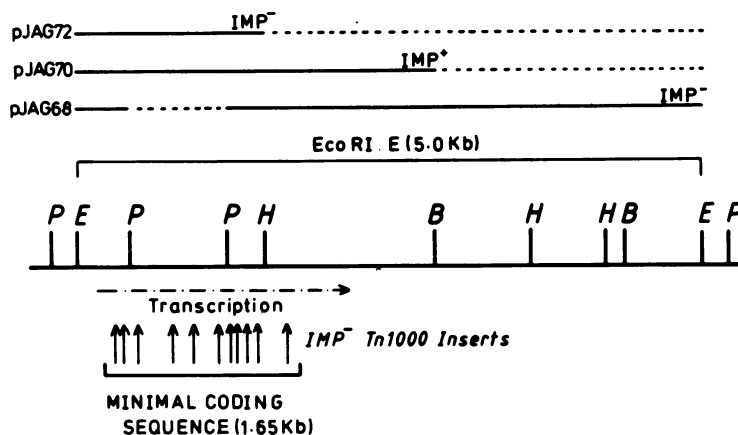 pJAG72 IMP⁻
pJAG70 IMP⁺
pJAG68 IMP⁻
EcoRI. E (5.0 Kb)
P E P P H B H H B E P
Transcription
IMP⁻ Tn1000 Inserts
MINIMAL CODING
SEQUENCE (1.65Kb)